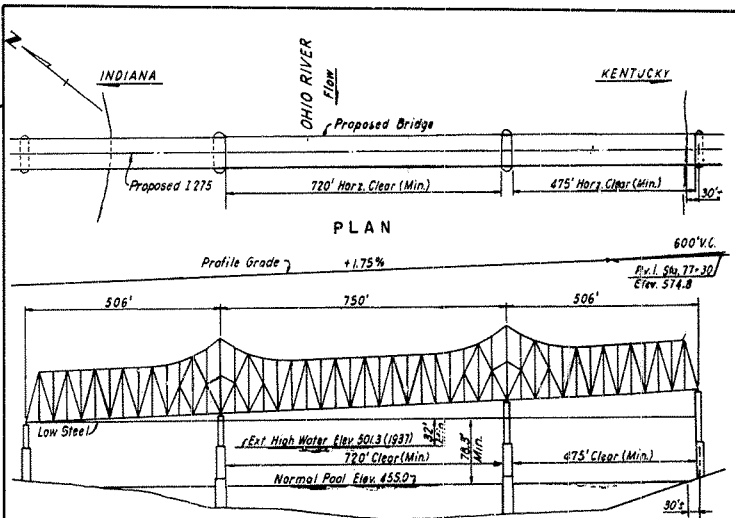 N
INDIANA
OHIO RIVER
Flow
KENTUCKY
Proposed Bridge
Proposed I 275
720' Horz. Clear (Min.)
475' Horz. Clear (Min.)
30'±
PLAN
600' V.C.
Profile Grade
+1.75%
P.V.I. Sta. 77+30
Elev. 574.8
506'
750'
506'
Low Steel
Ext High Water Elev. 501.3 (1937)
32'
Min.
78.5'
Min.
720' Clear (Min.)
475' Clear (Min.)
Normal Pool Elev. 455.0
30'±